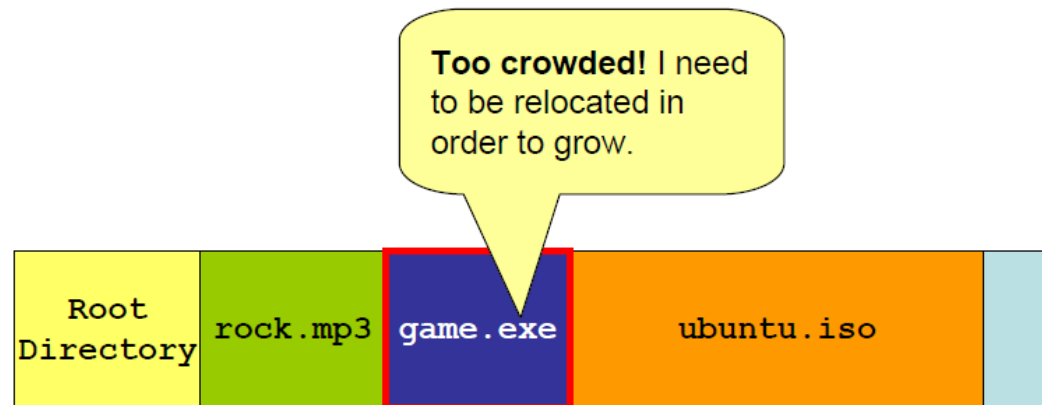 Too crowded! I need
to be relocated in
order to grow.
Root
Directory
rock.mp3
game.exe
ubuntu.iso